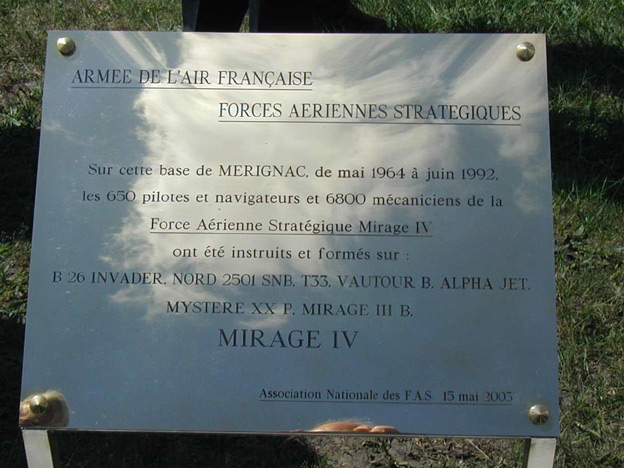 ARMEE DE L'AIR FRANÇAISE
FORCES AERIENNES STRATEGIQUES
Sur cette base de MERIGNAC, de mai 1964 à juin 1992,
les 650 pilotes et navigateurs et 6800 mécaniciens de la
Force Aérienne Stratégique Mirage IV
ont été instruits et formés sur :
B 26 INVADER, NORD 2501 SNB, T33, VAUTOUR B, ALPHA JET,
MYSTERE XX P, MIRAGE III B,
MIRAGE IV
Association Nationale des F.A.S 15 mai 2003